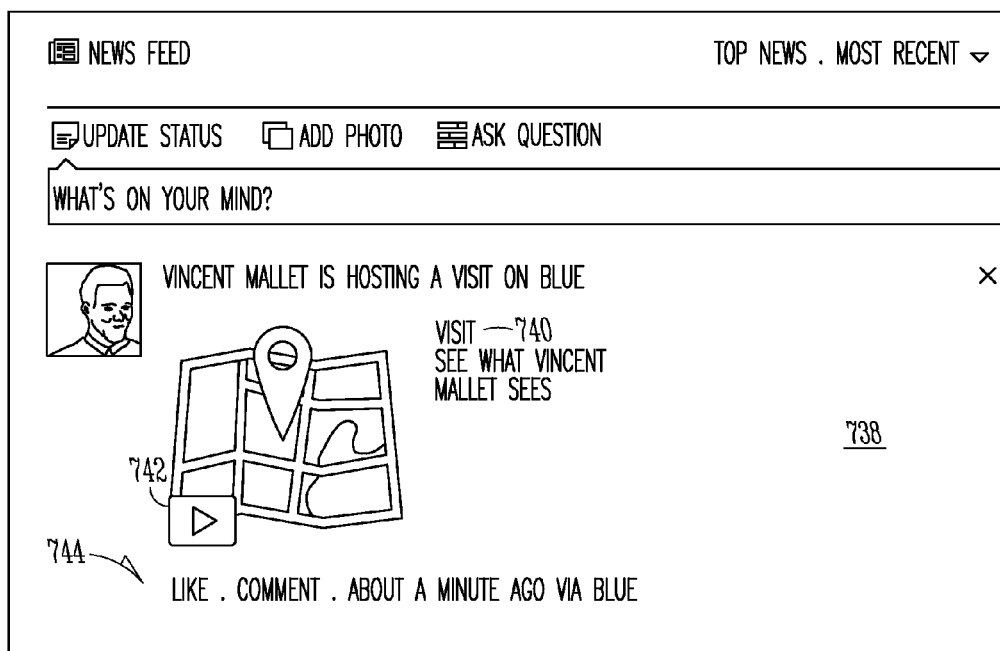 NEWS FEED
TOP NEWS . MOST RECENT
UPDATE STATUS ADD PHOTO ASK QUESTION
WHAT'S ON YOUR MIND?
VINCENT MALLET IS HOSTING A VISIT ON BLUE
VISIT 740
SEE WHAT VINCENT
MALLET SEES
738
742
744
LIKE . COMMENT . ABOUT A MINUTE AGO VIA BLUE